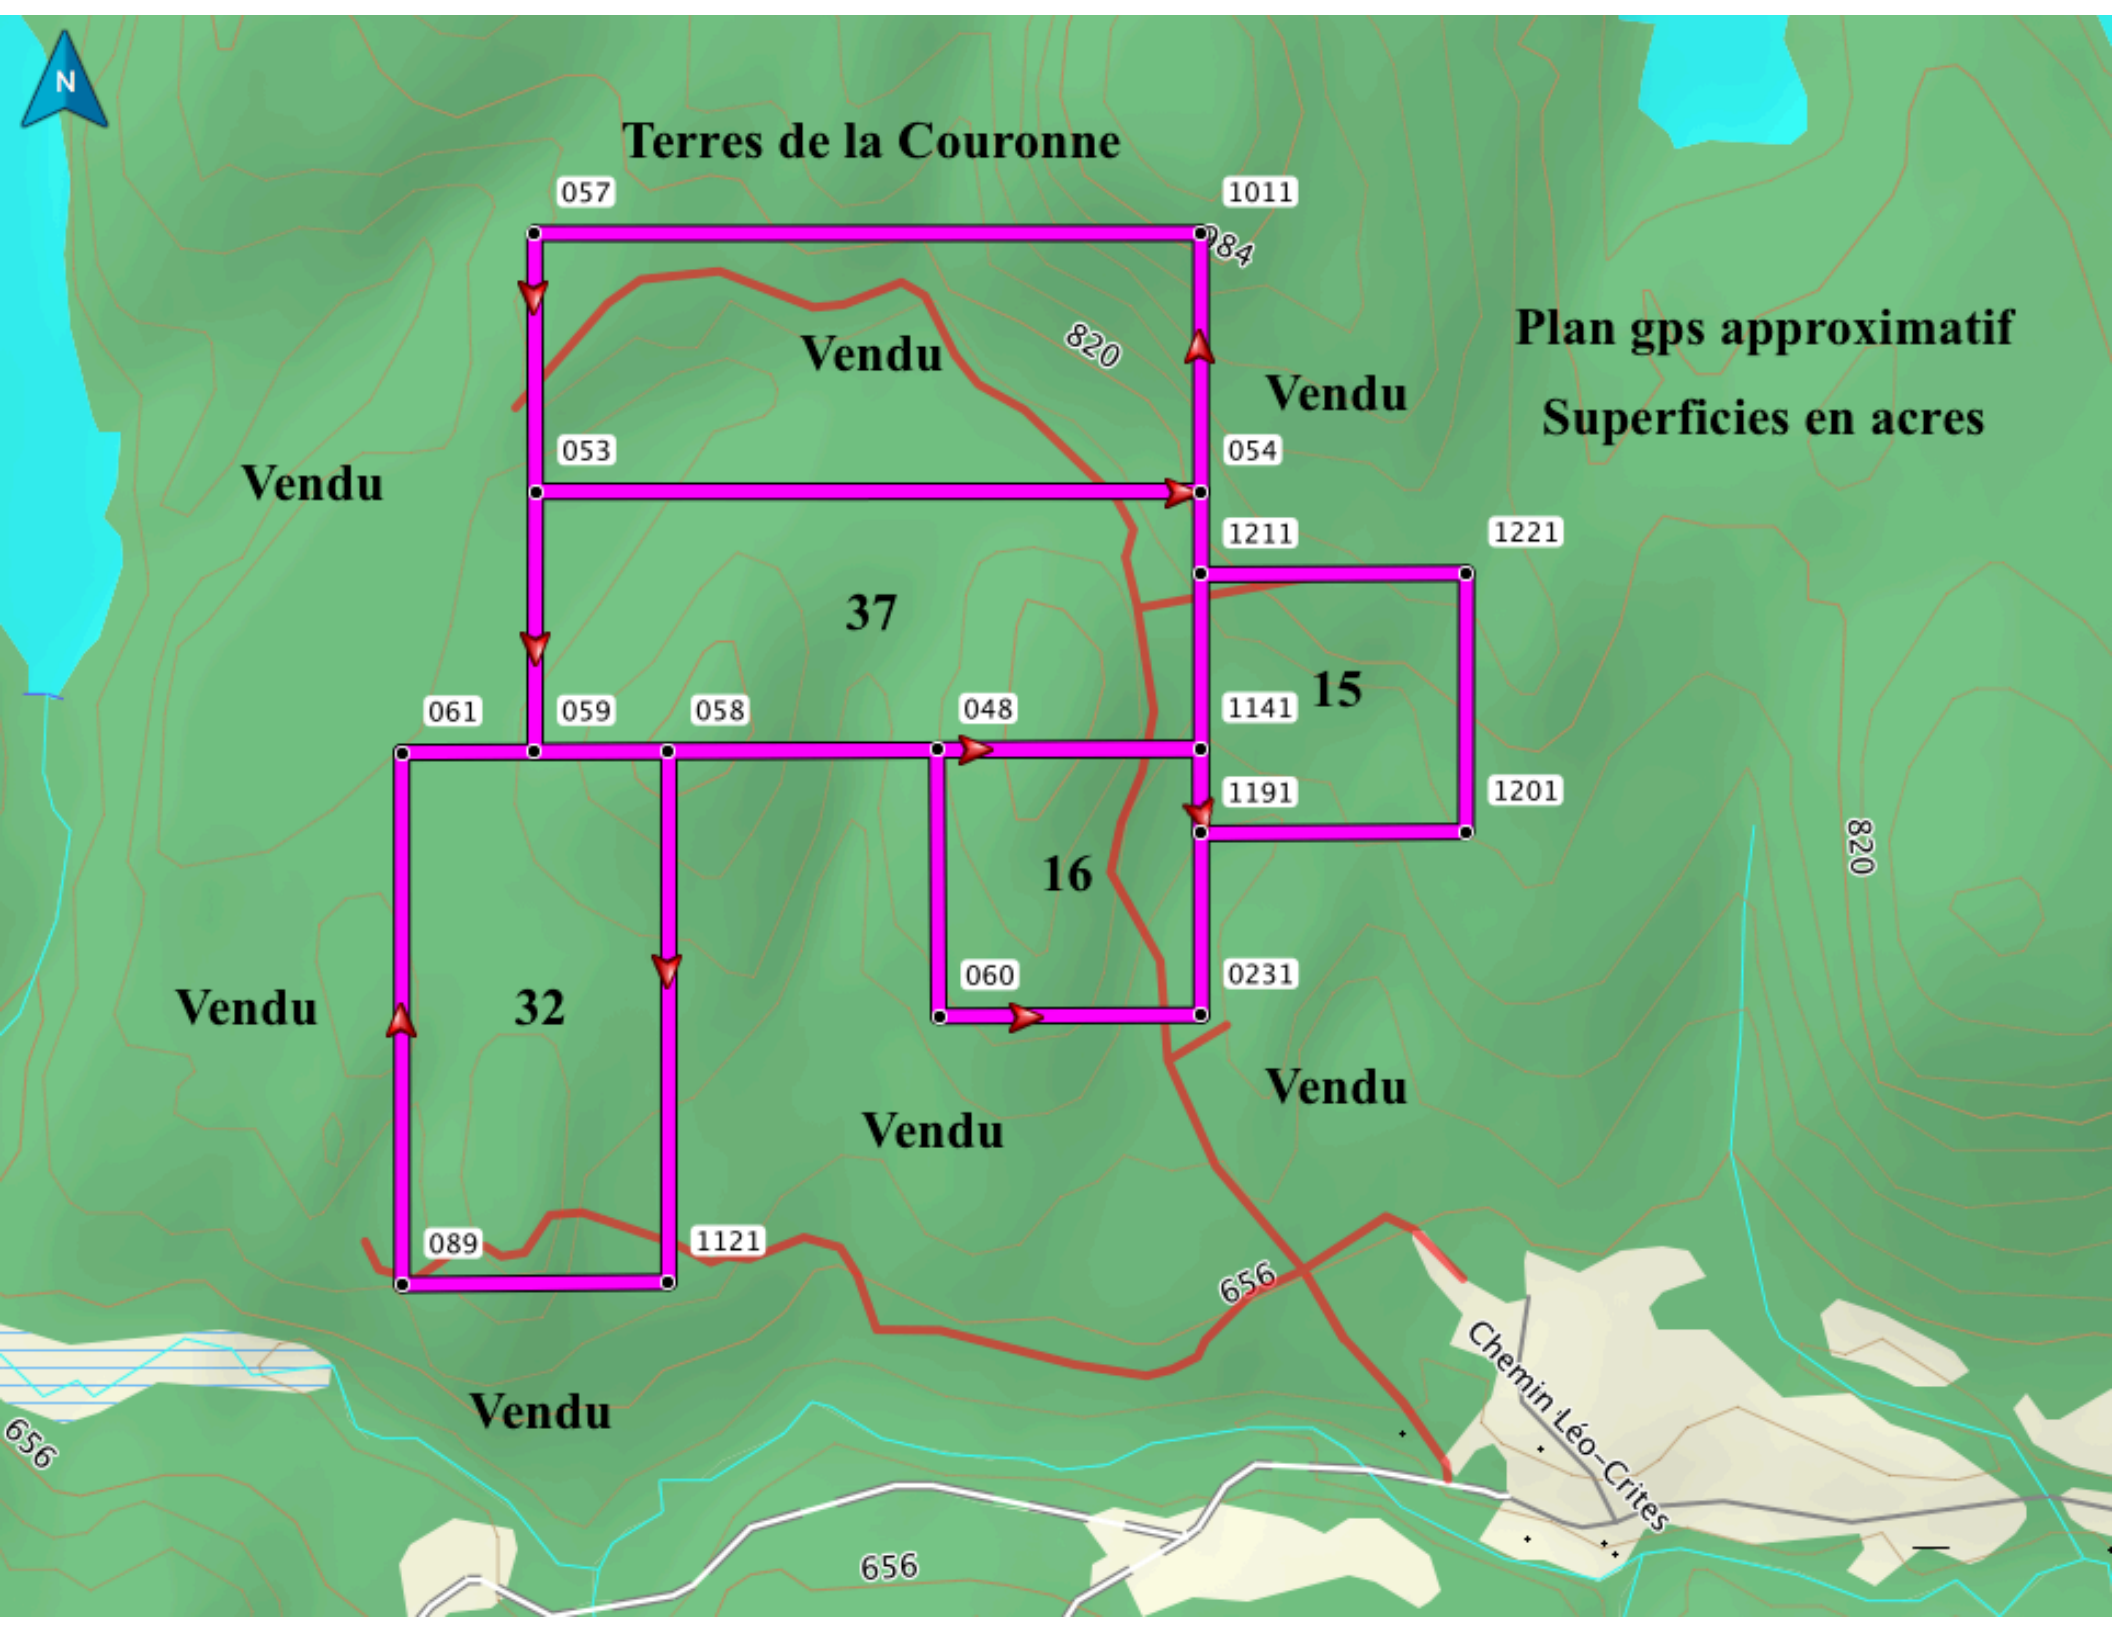 N
Terres de la Couronne
057
1011
984
Vendu
820
Vendu
Plan gps approximatif
Superficies en acres
053
054
Vendu
1211
1221
37
15
061
059
058
048
1141
1191
1201
16
820
060
0231
Vendu
32
Vendu
Vendu
089
1121
656
Chemin Léo-Crites
Vendu
656
656